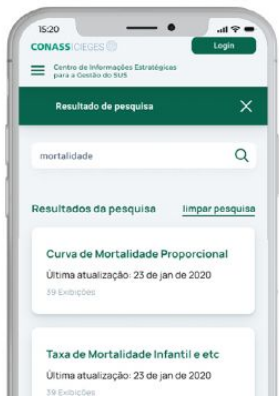 15:20
CONASS CIEGES
Login
Centro de Informações Estratégicas
para a Gestão do SUS
Resultado de pesquisa
mortalidade
Resultados da pesquisa
limpar pesquisa
Curva de Mortalidade Proporcional
Última atualização: 23 de jan de 2020
39 Exibições
Taxa de Mortalidade Infantil e etc
Última atualização: 23 de jan de 2020
39 Exibições